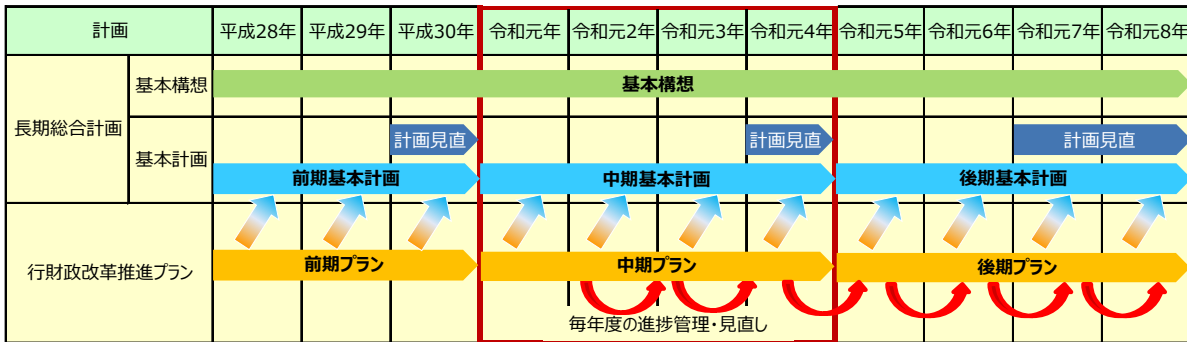 計画 平成28年 平成29年 平成30年 令和元年 令和元2年 令和元3年 令和元4年 令和元5年 令和元6年 令和元7年 令和元8年
長期総合計画
基本構想
基本構想
基本計画
計画見直 計画見直 計画見直
前期基本計画 中期基本計画 後期基本計画
行財政改革推進プラン
前期プラン 中期プラン 後期プラン
毎年度の進捗管理・見直し